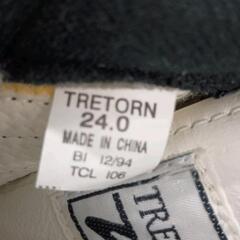 TRETORN
24.0
MADE IN CHINA
BI 12/94
TCL 106
TRE